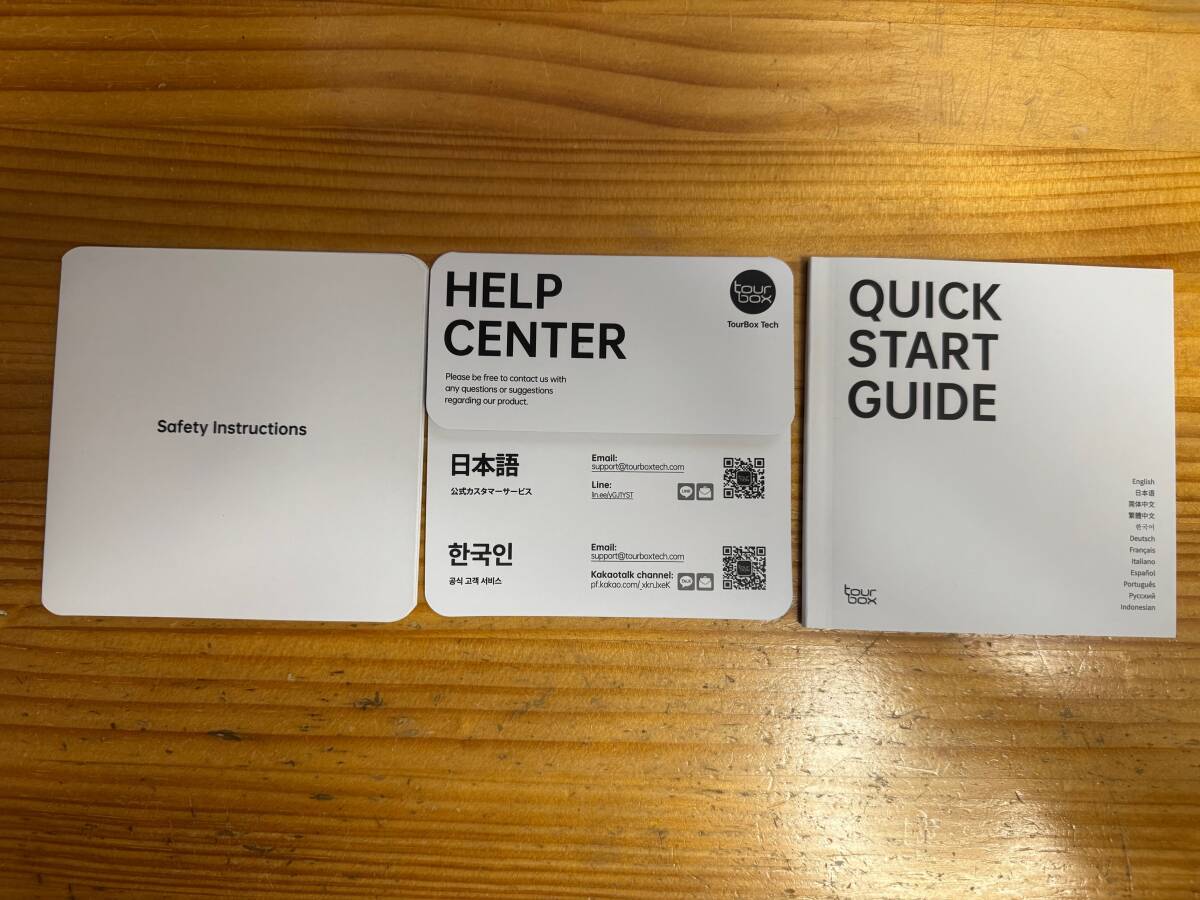 Safety Instructions
HELP
CENTER
Please be free to contact us with
any questions or suggestions
regarding our product.
tour
box
TourBox Tech
日本語
公式カスタマーサービス
Email:
support@tourboxtech.com
Line:
lin.ee/yGJ1YST
LINE
한국인
공식 고객 서비스
Email:
support@tourboxtech.com
Kakaotalk channel:
pf.kakao.com/_xknJxeK
TALK
QUICK
START
GUIDE
English
日本語
简体中文
繁體中文
한국어
Deutsch
Français
Italiano
Español
Português
Русский
Indonesian
tour
box